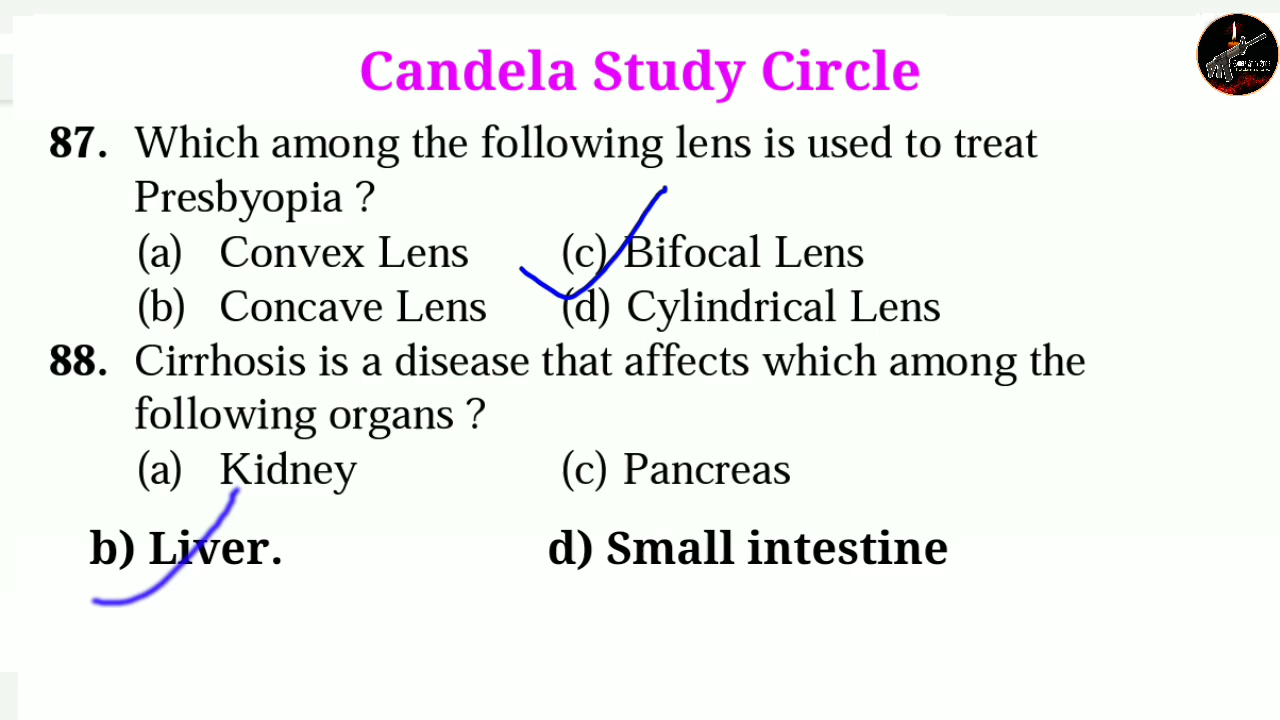 Candela Study Circle
87. Which among the following lens is used to treat
Presbyopia ?
(a) Convex Lens (c) Bifocal Lens
(b) Concave Lens (d) Cylindrical Lens
88. Cirrhosis is a disease that affects which among the
following organs ?
(a) Kidney (c) Pancreas
b) Liver. d) Small intestine